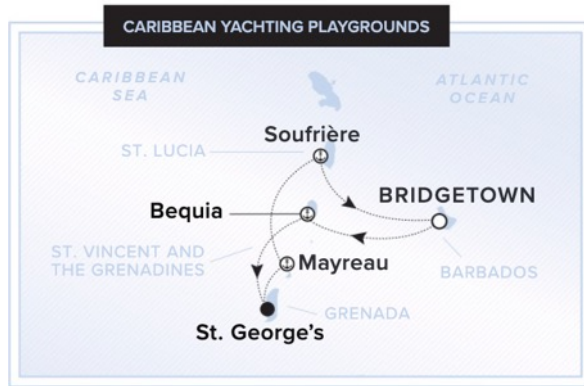 CARIBBEAN YACHTING PLAYGROUNDS
CARIBBEAN
SEA
ATLANTIC
OCEAN
Soufrière
ST. LUCIA
BRIDGETOWN
Bequia
ST. VINCENT AND
THE GRENADINES
Mayreau
BARBADOS
GRENADA
St. George's